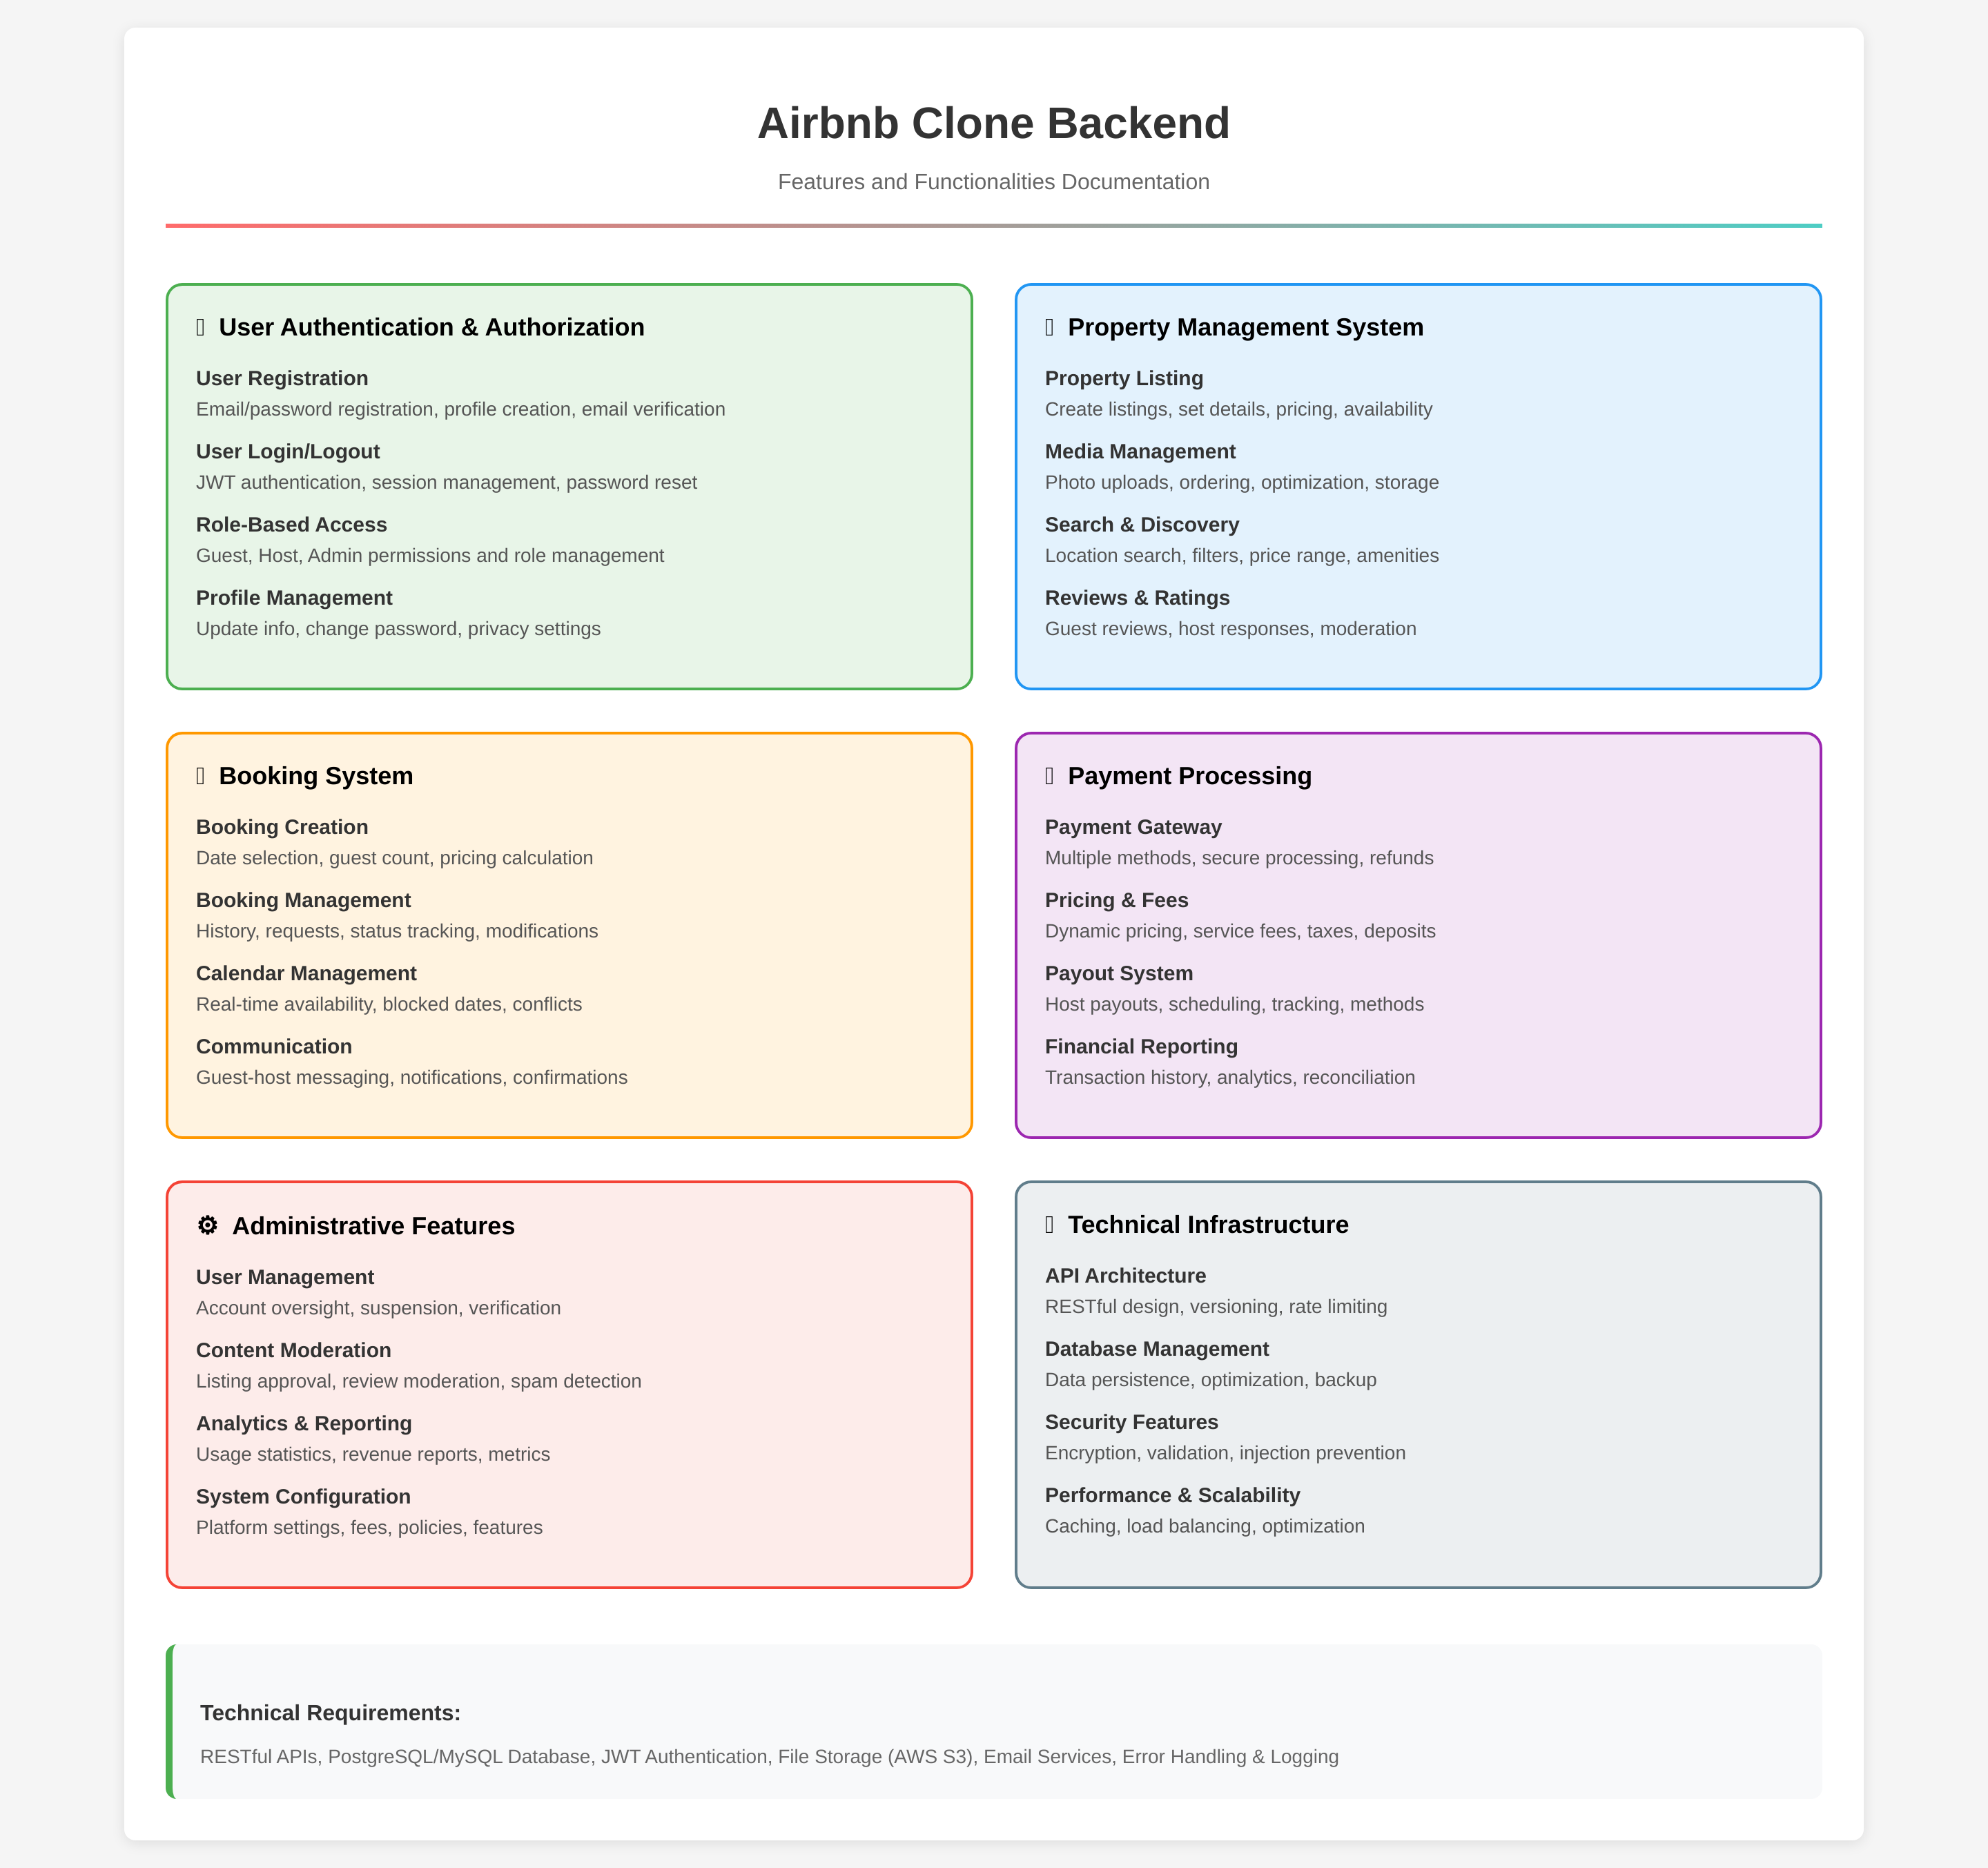 Airbnb Clone Backend
Features and Functionalities Documentation
User Authentication & Authorization
User Registration
Email/password registration, profile creation, email verification
User Login/Logout
JWT authentication, session management, password reset
Role-Based Access
Guest, Host, Admin permissions and role management
Profile Management
Update info, change password, privacy settings
Property Management System
Property Listing
Create listings, set details, pricing, availability
Media Management
Photo uploads, ordering, optimization, storage
Search & Discovery
Location search, filters, price range, amenities
Reviews & Ratings
Guest reviews, host responses, moderation
Booking System
Booking Creation
Date selection, guest count, pricing calculation
Booking Management
History, requests, status tracking, modifications
Calendar Management
Real-time availability, blocked dates, conflicts
Communication
Guest-host messaging, notifications, confirmations
Payment Processing
Payment Gateway
Multiple methods, secure processing, refunds
Pricing & Fees
Dynamic pricing, service fees, taxes, deposits
Payout System
Host payouts, scheduling, tracking, methods
Financial Reporting
Transaction history, analytics, reconciliation
⚙ Administrative Features
User Management
Account oversight, suspension, verification
Content Moderation
Listing approval, review moderation, spam detection
Analytics & Reporting
Usage statistics, revenue reports, metrics
System Configuration
Platform settings, fees, policies, features
Technical Infrastructure
API Architecture
RESTful design, versioning, rate limiting
Database Management
Data persistence, optimization, backup
Security Features
Encryption, validation, injection prevention
Performance & Scalability
Caching, load balancing, optimization
Technical Requirements:
RESTful APIs, PostgreSQL/MySQL Database, JWT Authentication, File Storage (AWS S3), Email Services, Error Handling & Logging